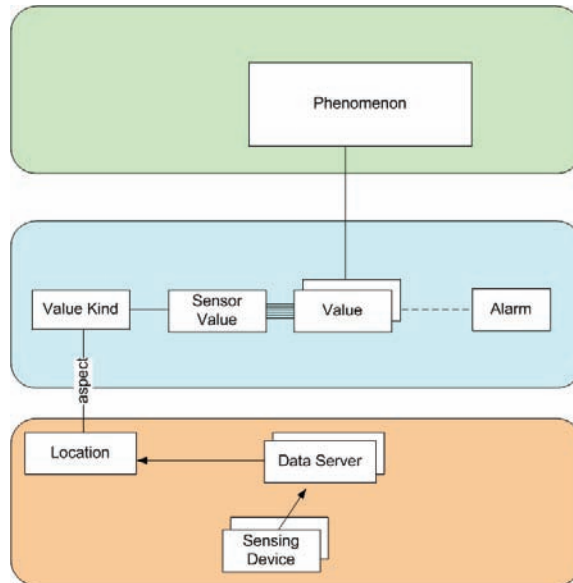 Phenomenon
Value Kind
Sensor
Value
Value
Alarm
aspect
Location
Data Server
Sensing
Device